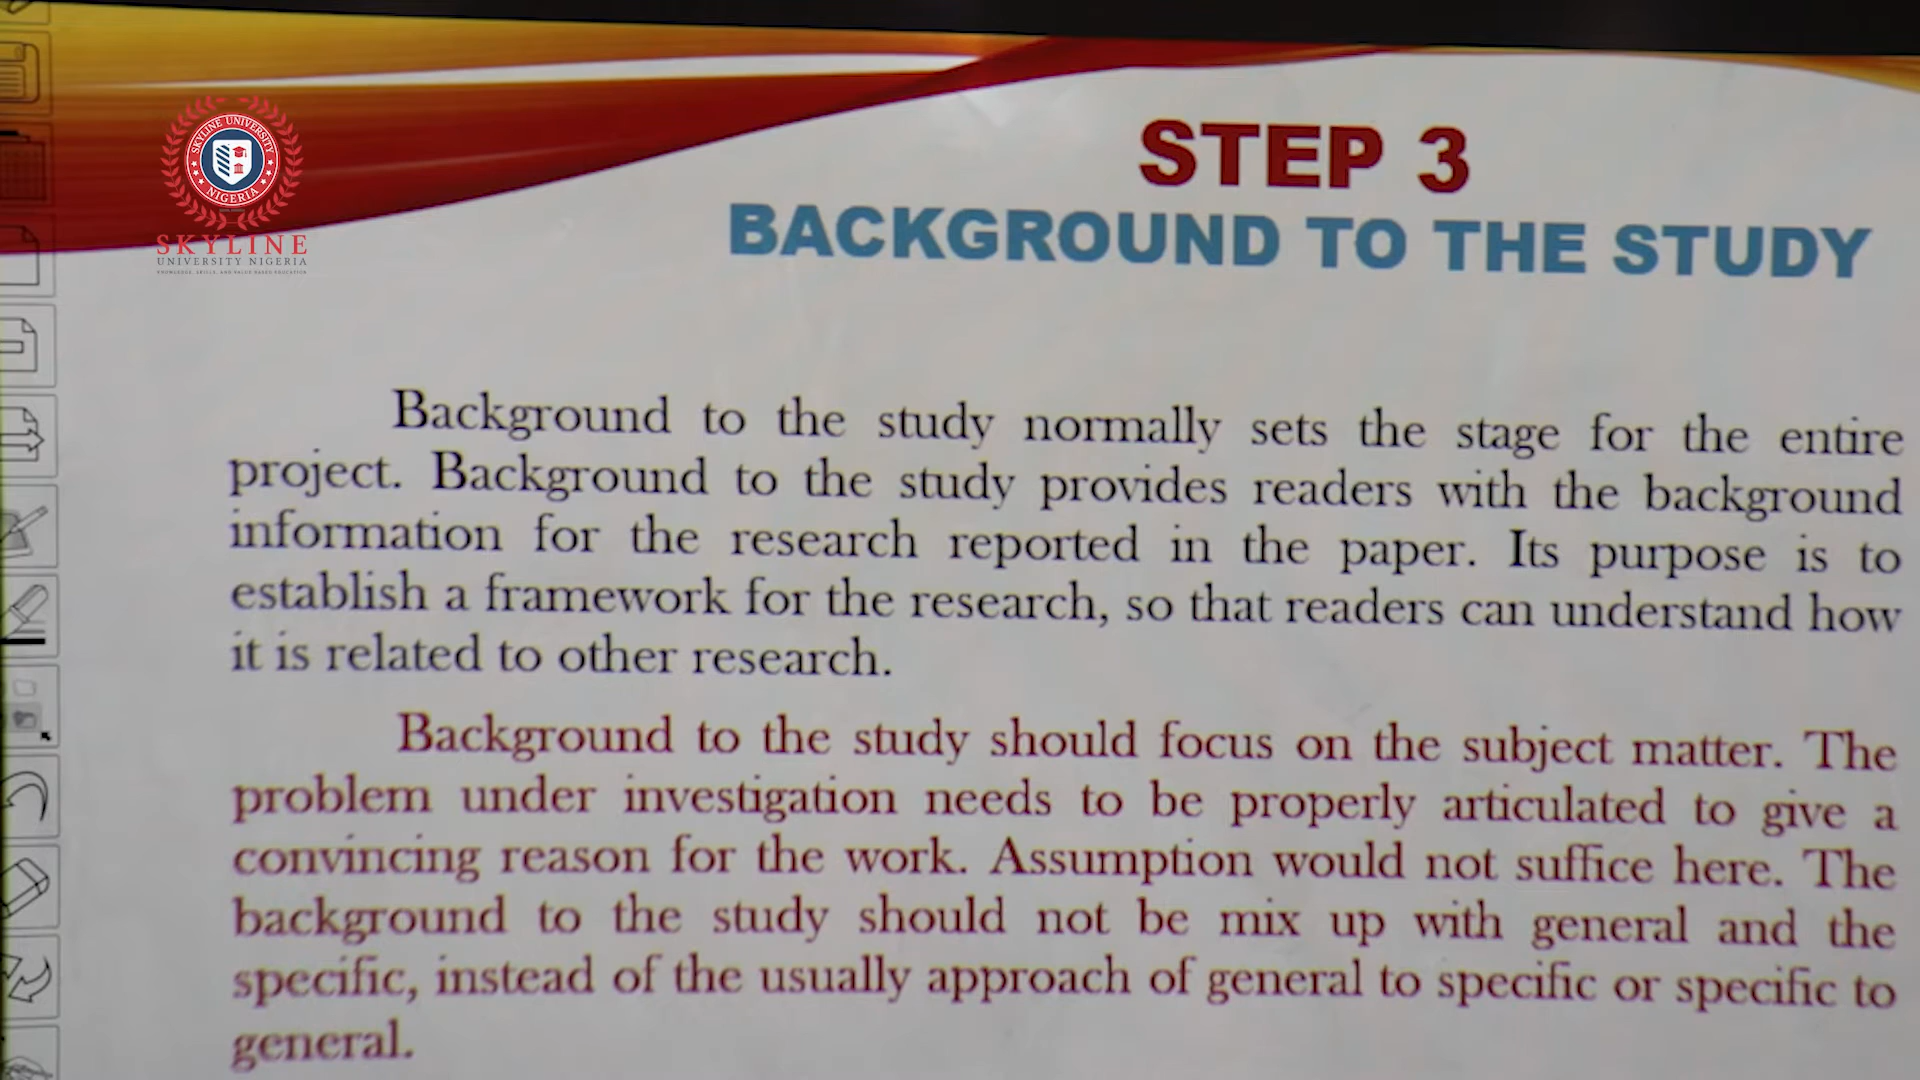 STEP 3
BACKGROUND TO THE STUDY
SKYLINE UNIVERSITY
NIGERIA
SKYLINE
UNIVERSITY NIGERIA
KNOWLEDGE, SKILLS, AND VALUE BASED EDUCATION
Background to the study normally sets the stage for the entire
project. Background to the study provides readers with the background
information for the research reported in the paper. Its purpose is to
establish a framework for the research, so that readers can understand how
it is related to other research.
Background to the study should focus on the subject matter. The
problem under investigation needs to be properly articulated to give a
convincing reason for the work. Assumption would not suffice here. The
background to the study should not be mix up with general and the
specific, instead of the usually approach of general to specific or specific to
general.